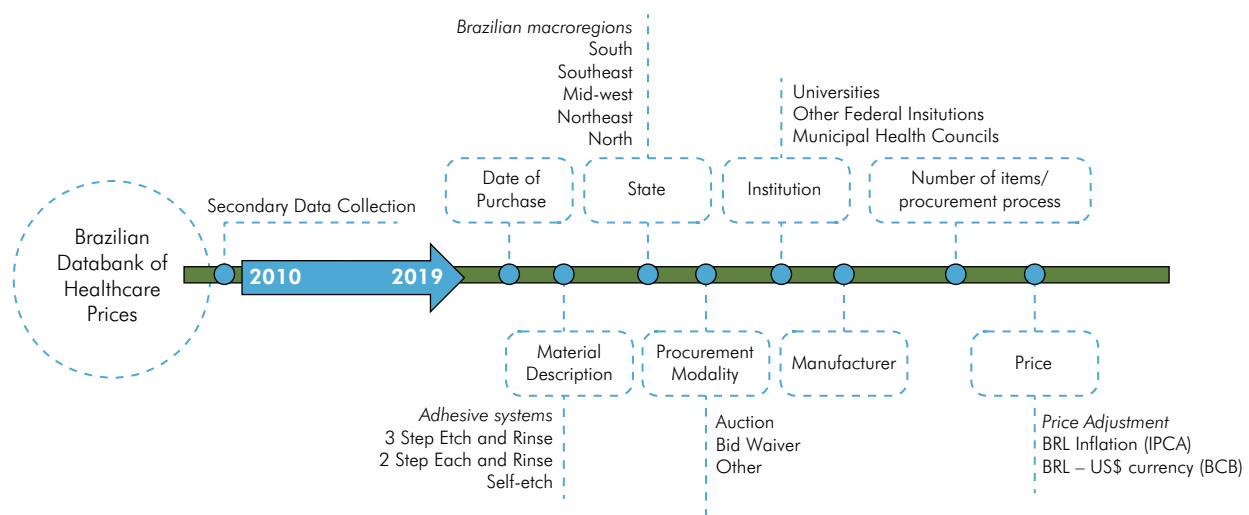 Brazilian
Databank of
Healthcare
Prices
Secondary Data Collection
2010
2019
Date of
Purchase
Brazilian macroregions
South
Southeast
Mid-west
Northeast
North
State
Universities
Other Federal Insitutions
Municipal Health Councils
Institution
Number of items/
procurement process
Material
Description
Adhesive systems
3 Step Etch and Rinse
2 Step Each and Rinse
Self-etch
Procurement
Modality
Auction
Bid Waiver
Other
Manufacturer
Price
Price Adjustment
BRL Inflation (IPCA)
BRL – US$ currency (BCB)